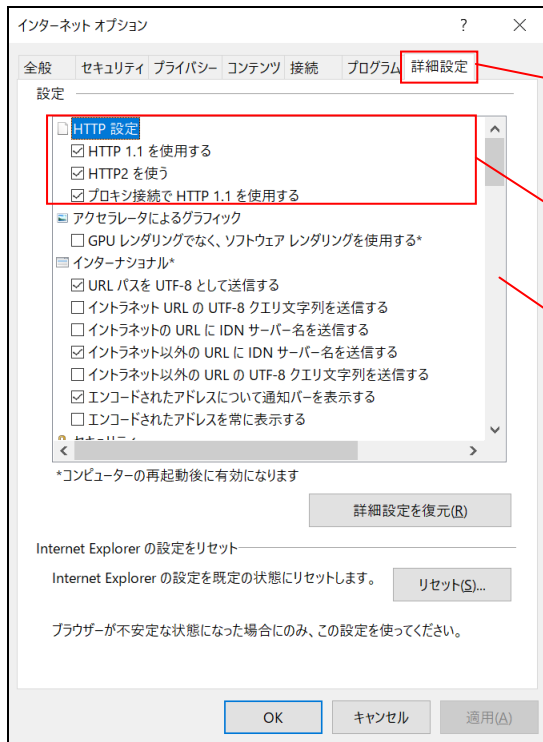 インターネット オプション
全般 セキュリティ プライバシー コンテンツ 接続 プログラム 詳細設定
設定
HTTP 設定
HTTP 1.1 を使用する
HTTP2 を使う
プロキシ接続で HTTP 1.1 を使用する
アクセラレータによるグラフィック
GPU レンダリングでなく、ソフトウェア レンダリングを使用する*
インターナショナル*
URL パスを UTF-8 として送信する
イントラネット URL の UTF-8 クエリ文字列を送信する
イントラネットの URL に IDN サーバー名を送信する
イントラネット以外の URL に IDN サーバー名を送信する
イントラネット以外の URL の UTF-8 クエリ文字列を送信する
エンコードされたアドレスについて通知バーを表示する
エンコードされたアドレスを常に表示する
セキュリティ
*コンピューターの再起動後に有効になります
詳細設定を復元(R)
Internet Explorer の設定をリセット
Internet Explorer の設定を既定の状態にリセットします。
リセット(S)...
ブラウザーが不安定な状態になった場合にのみ、この設定を使ってください。
OK キャンセル 適用(A)